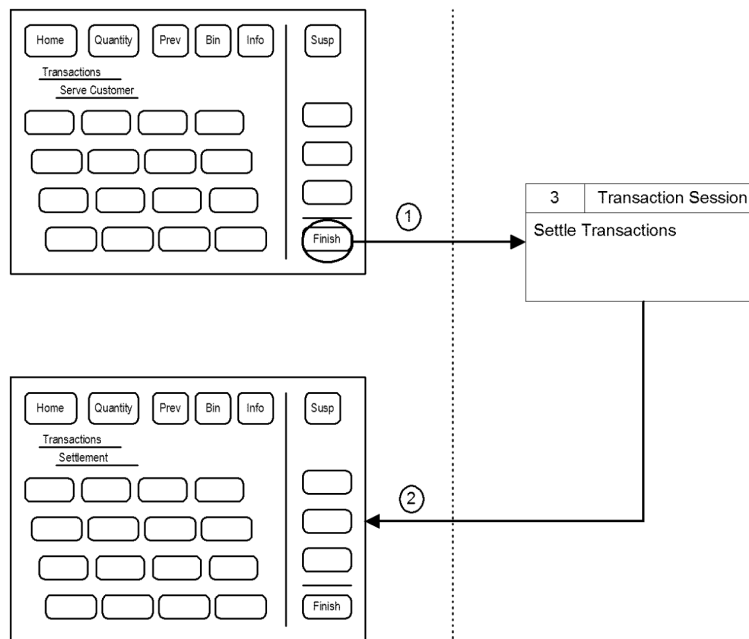 Home Quantity Prev Bin Info Susp
Transactions
Serve Customer
1
3 Transaction Session
Settle Transactions
Finish
Home Quantity Prev Bin Info Susp
Transactions
Settlement
2
Finish